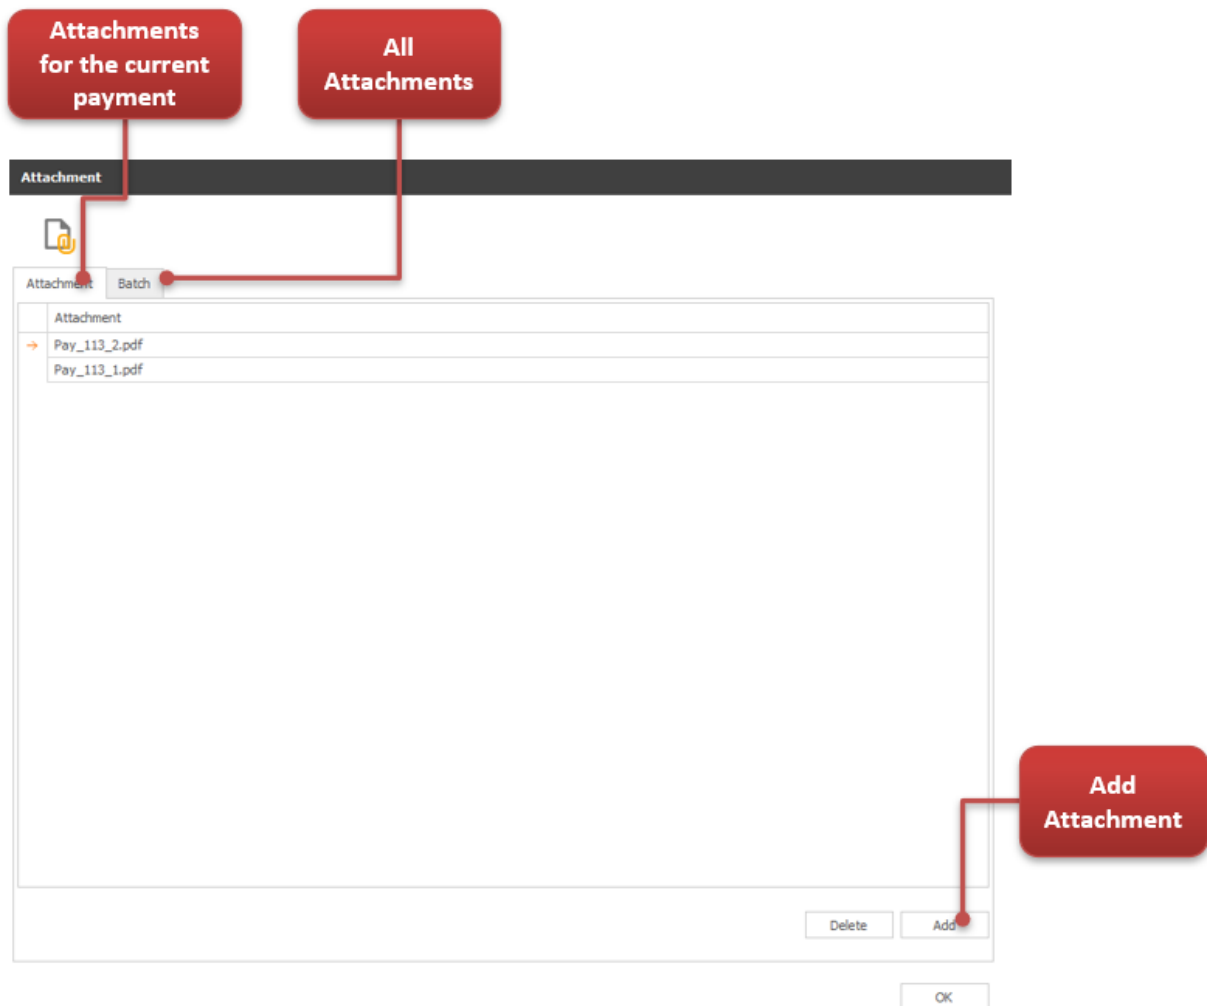 Attachments
for the current
payment
All
Attachments
Attachment
Attachment
Batch
Attachment
Pay_113_2.pdf
Pay_113_1.pdf
Add
Attachment
Delete
Add
OK